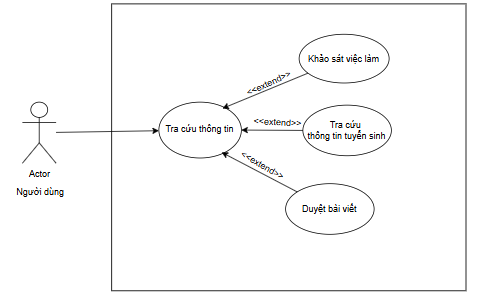 Khảo sát việc làm
<<extend>>
<<extend>>
Tra cứu
thông tin tuyển sinh
Tra cứu thông tin
<<extend>>
Actor
Người dùng
Duyệt bài viết